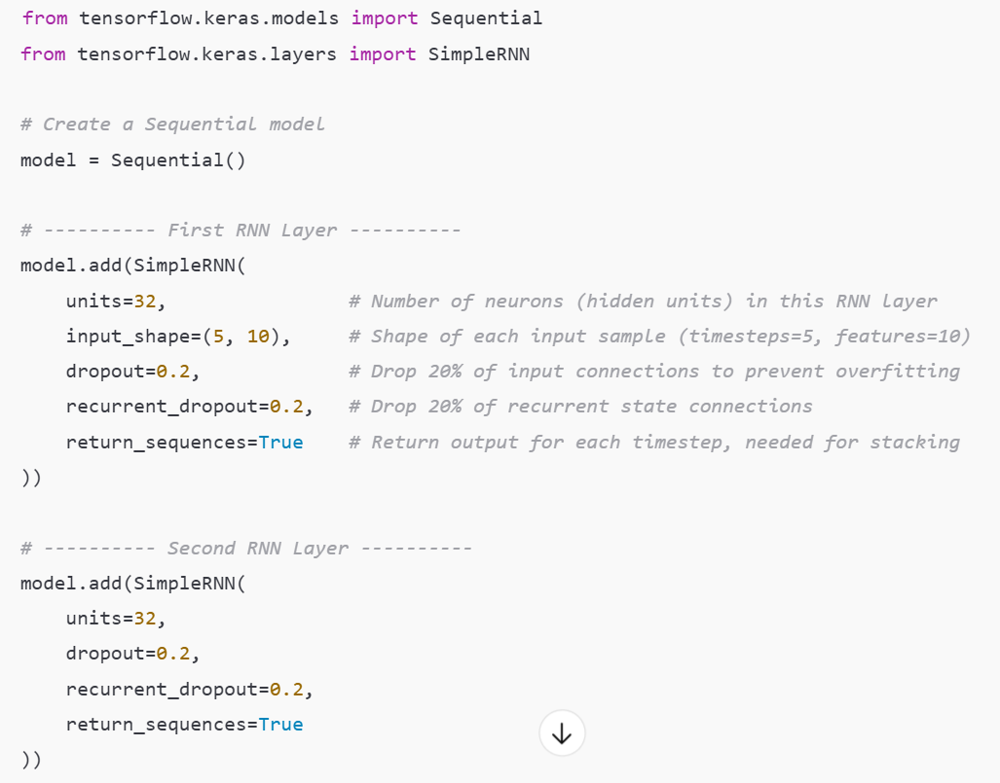 from tensorflow.keras.models import Sequential
from tensorflow.keras.layers import SimpleRNN
# Create a Sequential model
model = Sequential()
# ---------- First RNN Layer ----------
model.add(SimpleRNN(
    units=32,                # Number of neurons (hidden units) in this RNN layer
    input_shape=(5, 10),     # Shape of each input sample (timesteps=5, features=10)
    dropout=0.2,             # Drop 20% of input connections to prevent overfitting
    recurrent_dropout=0.2,   # Drop 20% of recurrent state connections
    return_sequences=True    # Return output for each timestep, needed for stacking
))
# ---------- Second RNN Layer ----------
model.add(SimpleRNN(
    units=32,
    dropout=0.2,
    recurrent_dropout=0.2,
    return_sequences=True
))